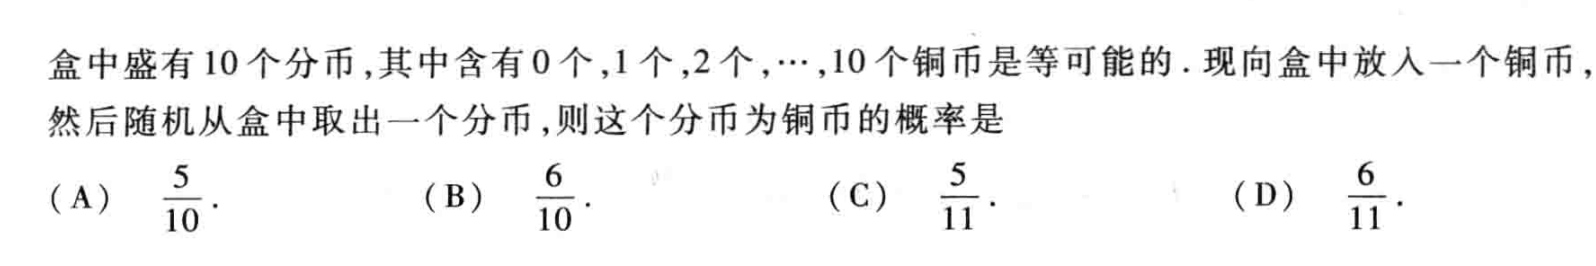 盒中盛有10个分币,其中含有0个,1个,2个,…,10个铜币是等可能的.现向盒中放入一个铜币,
然后随机从盒中取出一个分币,则这个分币为铜币的概率是
(A) 5/10. (B) 6/10. (C) 5/11. (D) 6/11.